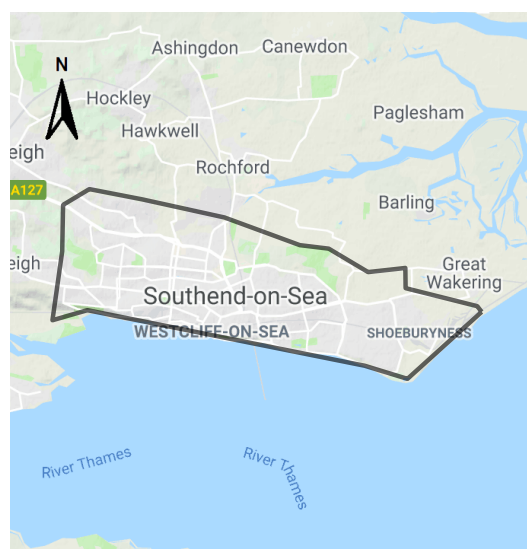 Ashingdon
Canewdon
N
Hockley
Paglesham
Hawkwell
eigh
Rochford
A127
Barling
eigh
Great
Wakering
Southend-on-Sea
WESTCLIFF-ON-SEA
SHOEBURYNESS
River Thames
River Thames